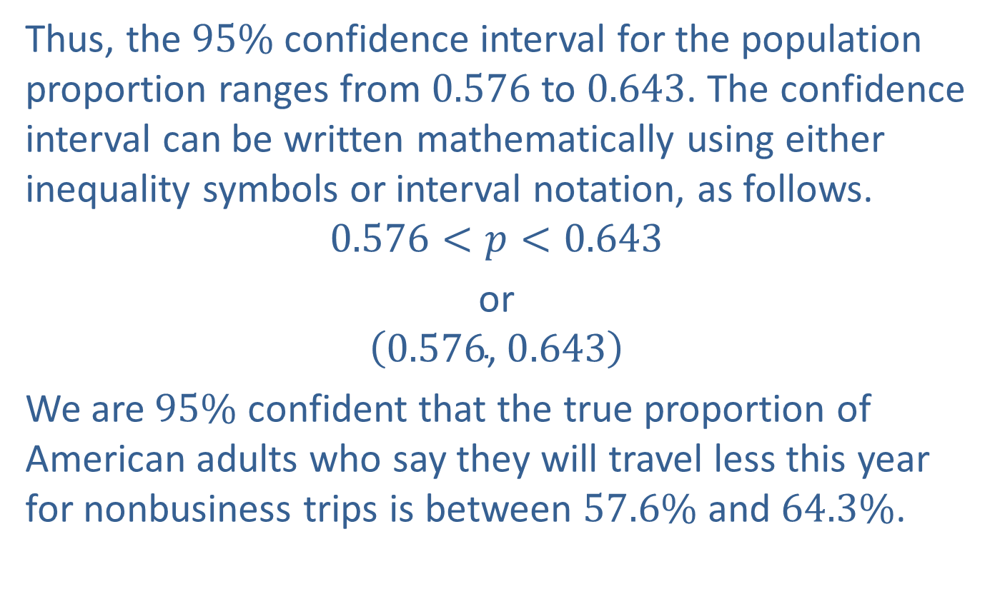 Thus, the 95% confidence interval for the population
proportion ranges from 0.576 to 0.643. The confidence
interval can be written mathematically using either
inequality symbols or interval notation, as follows.
0.576 < p < 0.643
or
(0.576, 0.643)
We are 95% confident that the true proportion of
American adults who say they will travel less this year
for nonbusiness trips is between 57.6% and 64.3%.